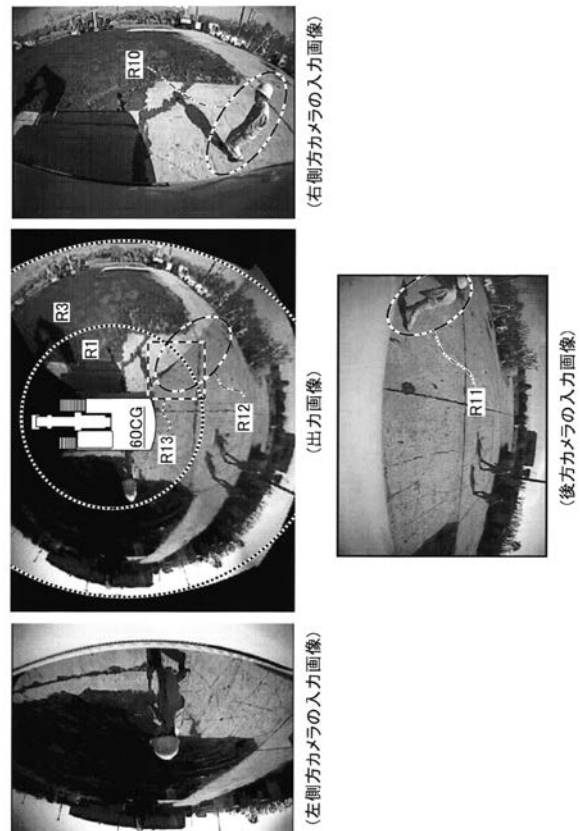 R3
R1
R10
60CG
R13
R12
(左側方カメラの入力画像)
(出力画像)
(右側方カメラの入力画像)
R11
(後方カメラの入力画像)